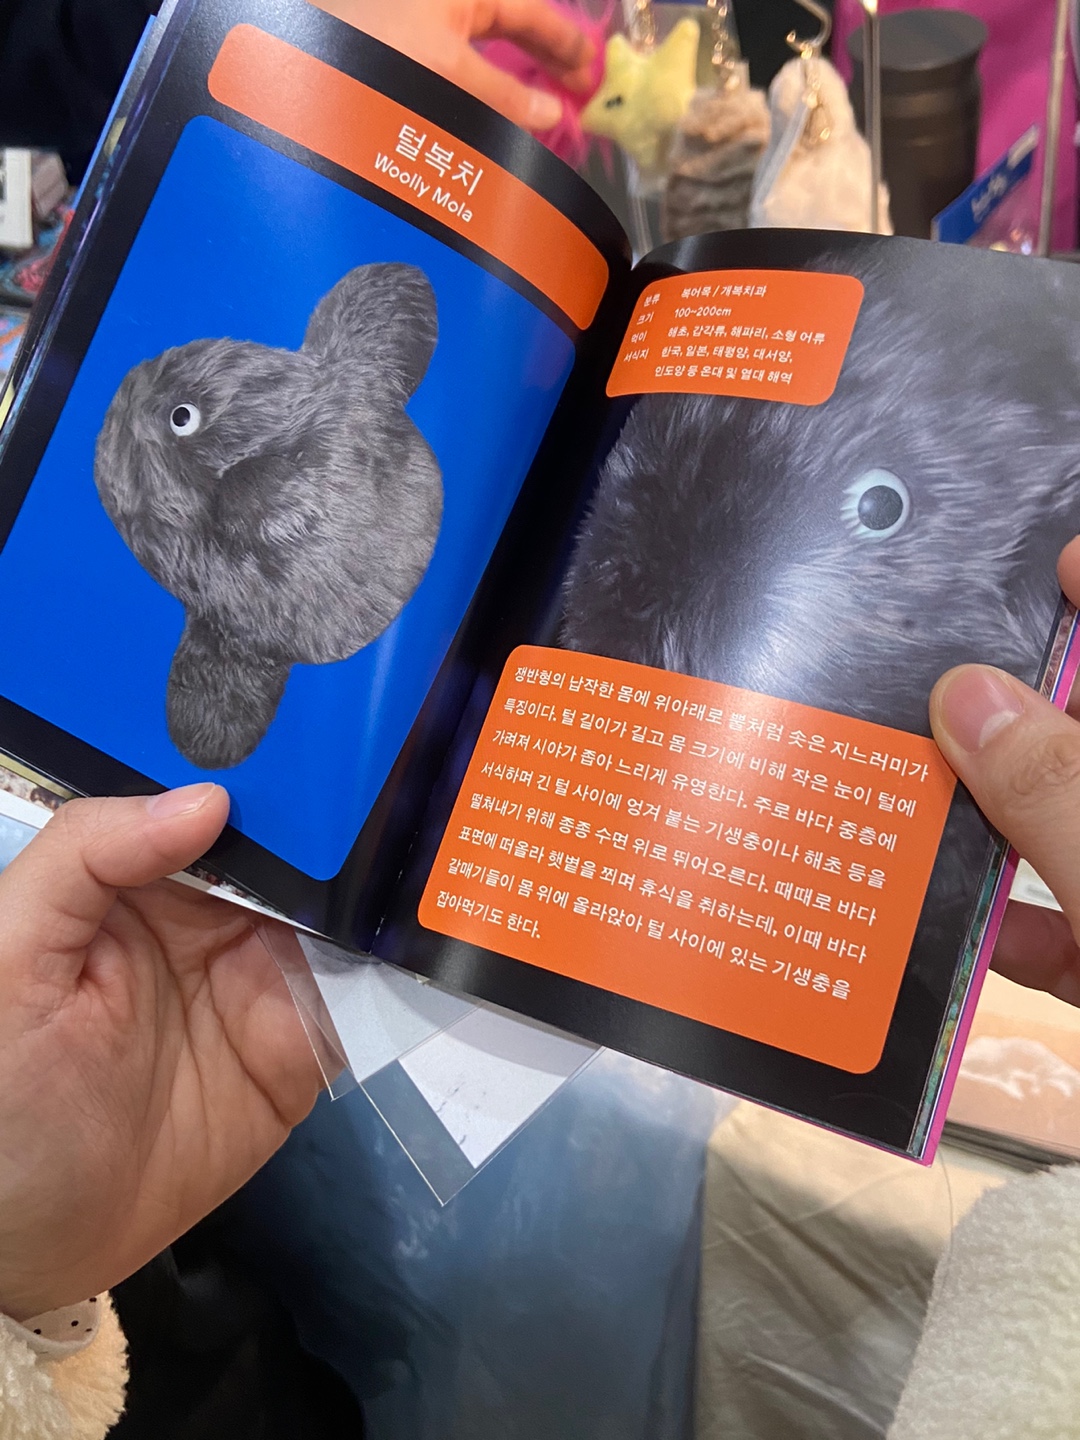 털복치
Woolly Mola
분류 복어목 / 개복치과
크기 100~200cm
먹이 해초, 갑각류, 해파리, 소형 어류
서식지 한국, 일본, 태평양, 대서양,
인도양 등 온대 및 열대 해역
쟁반형의 납작한 몸에 위아래로 뿔처럼 솟은 지느러미가
특징이다. 털 길이가 길고 몸 크기에 비해 작은 눈이 털에
가려져 시야가 좁아 느리게 유영한다. 주로 바다 중층에
서식하며 긴 털 사이에 엉겨 붙는 기생충이나 해초 등을
떨쳐내기 위해 종종 수면 위로 뛰어오른다. 때때로 바다
표면에 떠올라 햇볕을 쬐며 휴식을 취하는데, 이때 바다
갈매기들이 몸 위에 올라앉아 털 사이에 있는 기생충을
잡아먹기도 한다.